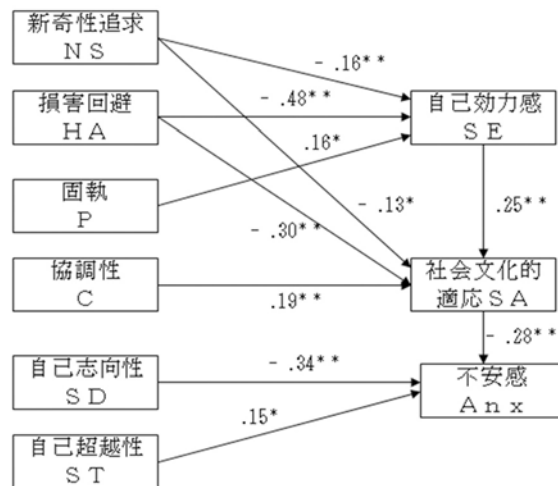 新奇性追求
ＮＳ
- .16**
損害回避
ＨＡ
- .48**
自己効力感
ＳＥ
.16*
固執
Ｐ
- .13*
.25**
- .30**
協調性
Ｃ
.19**
社会文化的
適応ＳＡ
- .28**
自己志向性
ＳＤ
- .34**
不安感
Ａｎｘ
.15*
自己超越性
ＳＴ